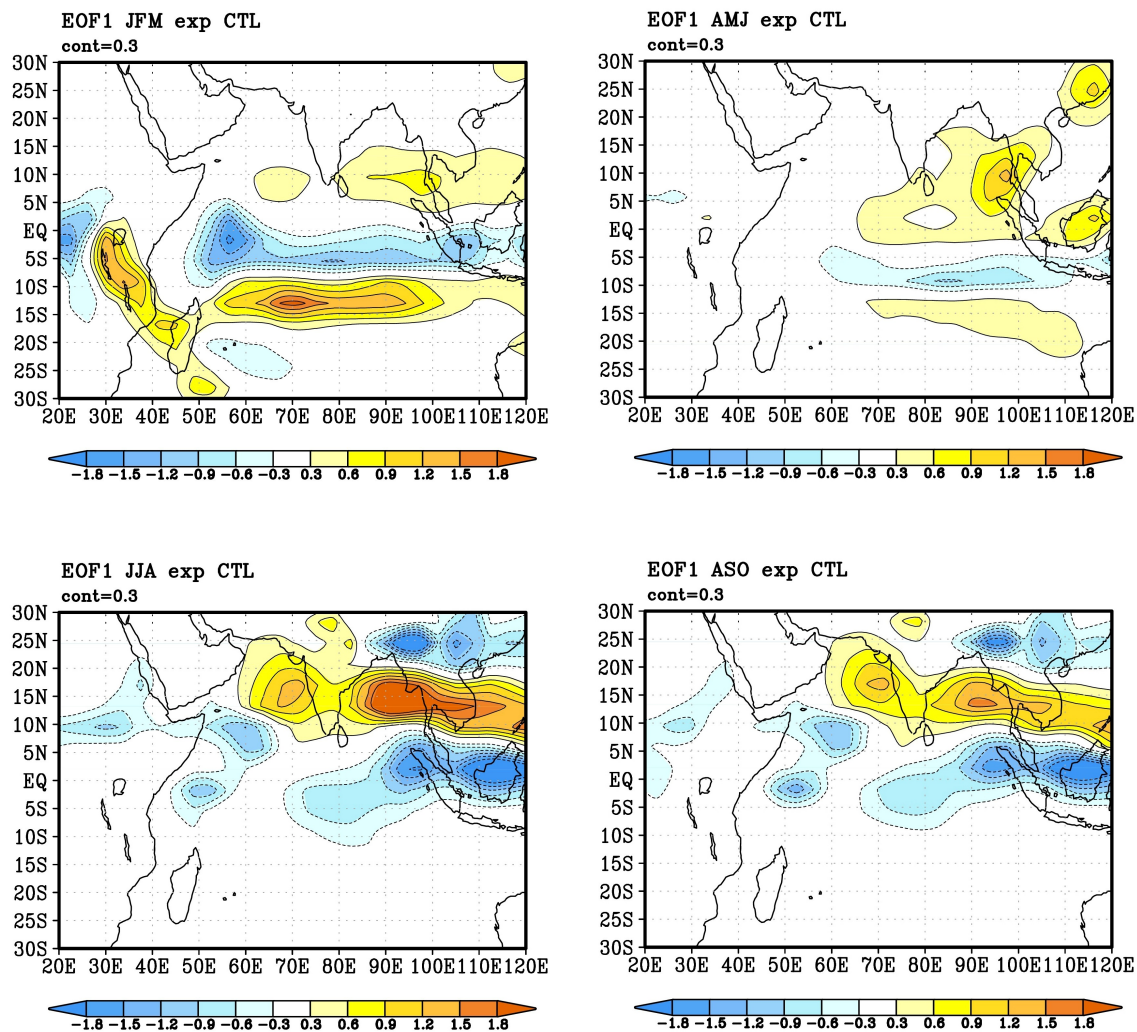 EOF1 JFM exp CTL
cont=0.3
30N
25N
20N
15N
10N
5N
EQ
5S
10S
15S
20S
25S
30S
20E 30E 40E 50E 60E 70E 80E 90E 100E 110E 120E
-1.8 -1.5 -1.2 -0.9 -0.6 -0.3 0.3 0.6 0.9 1.2 1.5 1.8
EOF1 AMJ exp CTL
cont=0.3
30N
25N
20N
15N
10N
5N
EQ
5S
10S
15S
20S
25S
30S
20E 30E 40E 50E 60E 70E 80E 90E 100E 110E 120E
-1.8 -1.5 -1.2 -0.9 -0.6 -0.3 0.3 0.6 0.9 1.2 1.5 1.8
EOF1 JJA exp CTL
cont=0.3
30N
25N
20N
15N
10N
5N
EQ
5S
10S
15S
20S
25S
30S
20E 30E 40E 50E 60E 70E 80E 90E 100E 110E 120E
-1.8 -1.5 -1.2 -0.9 -0.6 -0.3 0.3 0.6 0.9 1.2 1.5 1.8
EOF1 ASO exp CTL
cont=0.3
30N
25N
20N
15N
10N
5N
EQ
5S
10S
15S
20S
25S
30S
20E 30E 40E 50E 60E 70E 80E 90E 100E 110E 120E
-1.8 -1.5 -1.2 -0.9 -0.6 -0.3 0.3 0.6 0.9 1.2 1.5 1.8